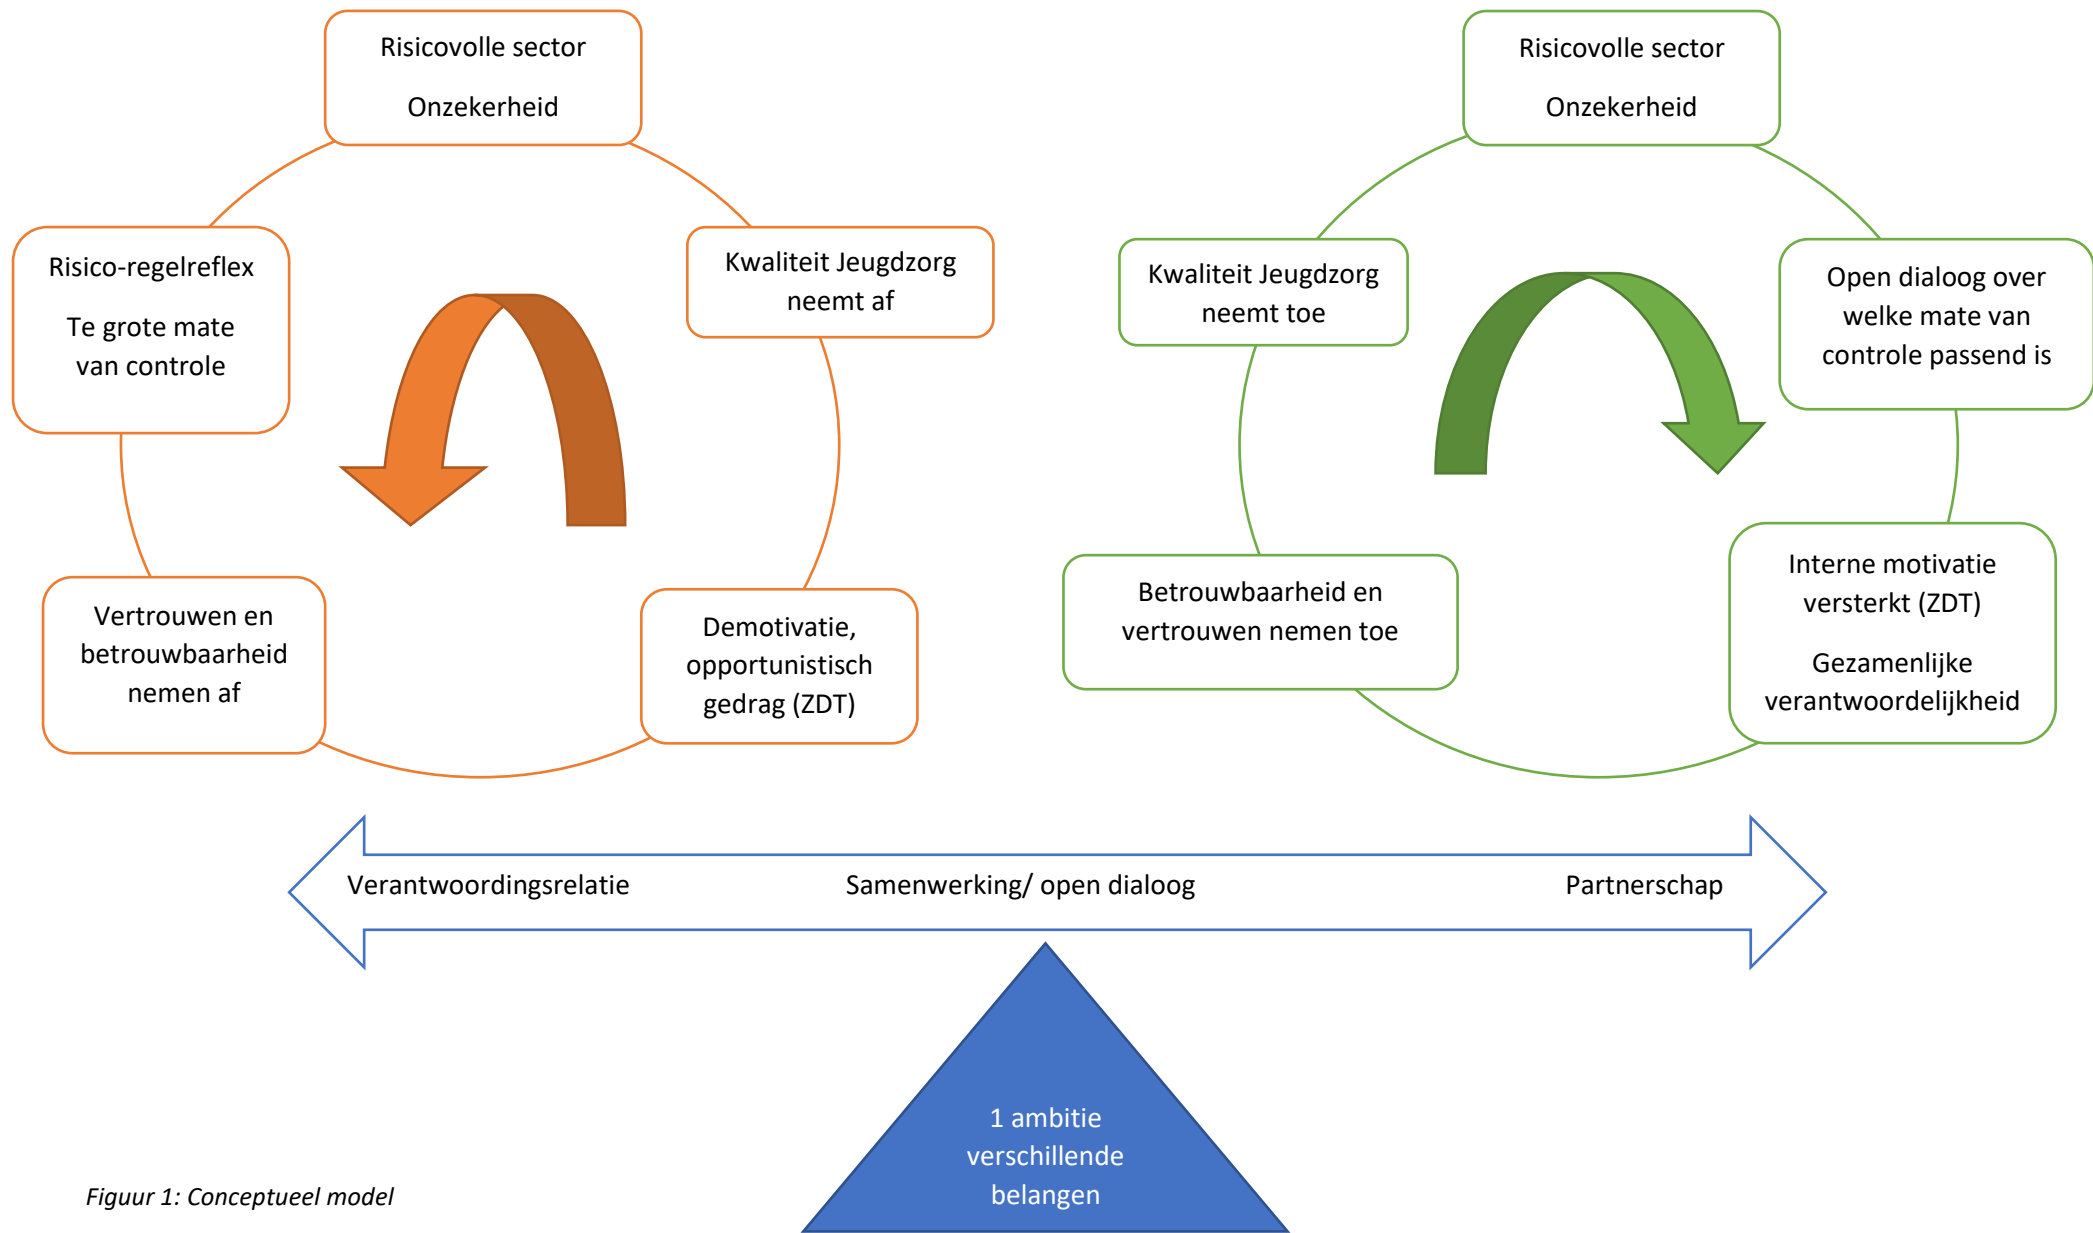 Risicovolle sector
Onzekerheid
Risico-regelreflex
Te grote mate
van controle
Kwaliteit Jeugdzorg
neemt af
Vertrouwen en
betrouwbaarheid
nemen af
Demotivatie,
opportunistisch
gedrag (ZDT)
Risicovolle sector
Onzekerheid
Kwaliteit Jeugdzorg
neemt toe
Open dialoog over
welke mate van
controle passend is
Betrouwbaarheid en
vertrouwen nemen toe
Interne motivatie
versterkt (ZDT)
Gezamenlijke
verantwoordelijkheid
Verantwoordingsrelatie
Samenwerking/ open dialoog
Partnerschap
1 ambitie
verschillende
belangen
Figuur 1: Conceptueel model